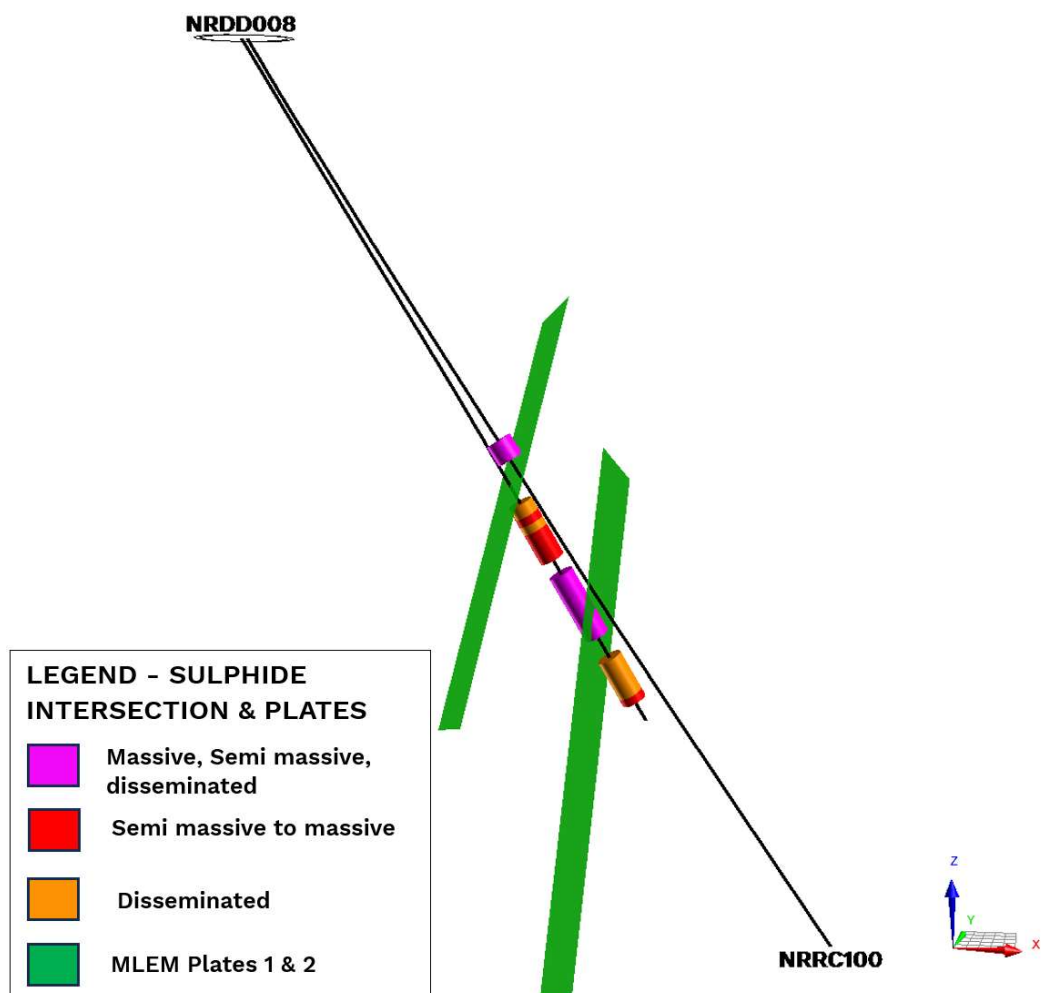 NRDD008
LEGEND - SULPHIDE
INTERSECTION & PLATES
Massive, Semi massive,
disseminated
Semi massive to massive
Disseminated
MLEM Plates 1 & 2
NRRC100
Z
Y
X